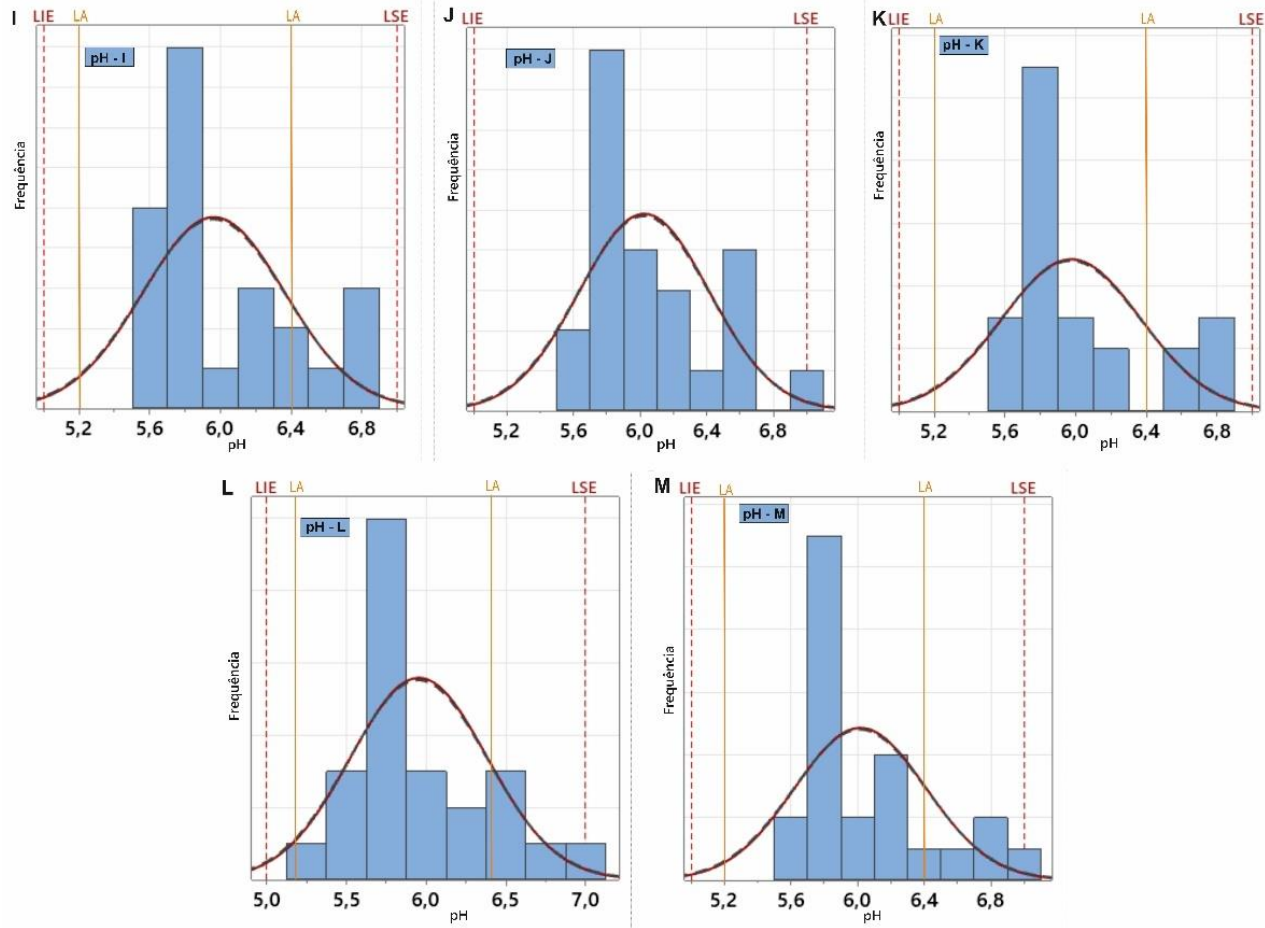 I LIE LA LA LSE
pH - I
Frequência
5,2 5,6 6,0 6,4 6,8
pH
J LIE LSE
pH - J
Frequência
5,2 5,6 6,0 6,4 6,8
pH
K LIE LA LA LSE
pH - K
Frequência
5,2 5,6 6,0 6,4 6,8
pH
L LIE LA LA LSE
pH - L
Frequência
5,0 5,5 6,0 6,5 7,0
pH
M LIE LA LA LSE
pH - M
Frequência
5,2 5,6 6,0 6,4 6,8
pH